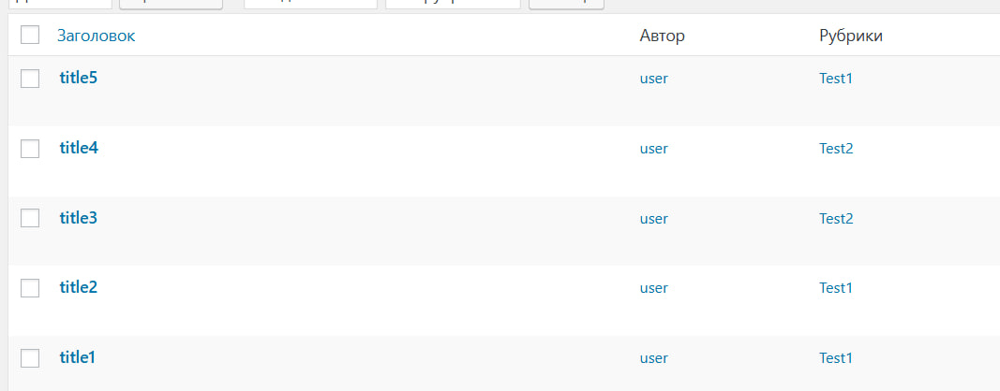 Заголовок Автор Рубрики
title5 user Test1
title4 user Test2
title3 user Test2
title2 user Test1
title1 user Test1